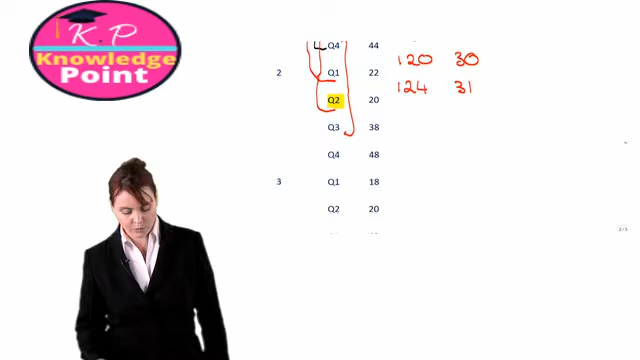 K.P
Knowledge
Point
Q4 44
120 30
2 Q1 22
124 31
Q2 20
Q3 38
Q4 48
3 Q1 18
Q2 20